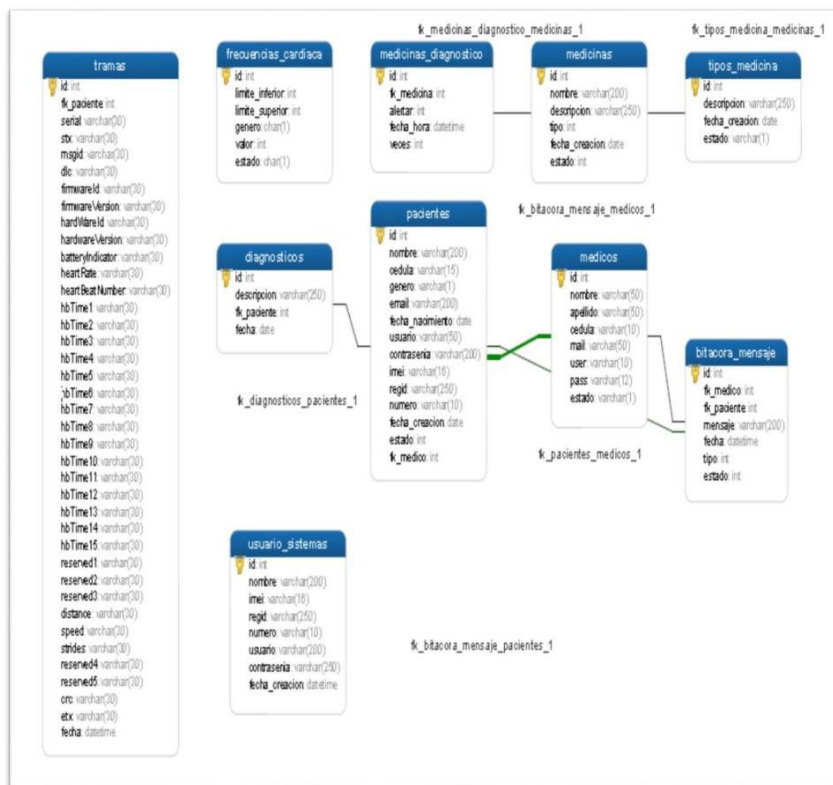 fk_medicinas_diagnostico_medicinas_1
fk_tipos_medicina_medicinas_1
tramas
id: int
fk_paciente: int
serial: varchar(30)
stx: varchar(30)
msgid: varchar(30)
dlc: varchar(30)
firmwareId: varchar(30)
firmwareVersion: varchar(30)
hardWareId: varchar(30)
hardwareVersion: varchar(30)
batteryIndicator: varchar(30)
heartRate: varchar(30)
heartBeatNumber: varchar(30)
hbTime1: varchar(30)
hbTime2: varchar(30)
hbTime3: varchar(30)
hbTime4: varchar(30)
hbTime5: varchar(30)
hbTime6: varchar(30)
hbTime7: varchar(30)
hbTime8: varchar(30)
hbTime9: varchar(30)
hbTime10: varchar(30)
hbTime11: varchar(30)
hbTime12: varchar(30)
hbTime13: varchar(30)
hbTime14: varchar(30)
hbTime15: varchar(30)
reserved1: varchar(30)
reserved2: varchar(30)
reserved3: varchar(30)
distance: varchar(30)
speed: varchar(30)
strides: varchar(30)
reserved4: varchar(30)
reserved5: varchar(30)
crc: varchar(30)
etx: varchar(30)
fecha: datetime
frecuencias_cardiaca
id: int
limite_inferior: int
limite_superior: int
genero: char(1)
valor: int
estado: char(1)
medicinas_diagnostico
id: int
fk_medicina: int
alertar: int
fecha_hora: datetime
veces: int
medicinas
id: int
nombre: varchar(200)
descripcion: varchar(250)
tipo: int
fecha_creacion: date
estado: int
tipos_medicina
id: int
descripcion: varchar(250)
fecha_creacion: date
estado: varchar(1)
fk_bitacora_mensaje_medicos_1
diagnosticos
id: int
descripcion: varchar(250)
fk_paciente: int
fecha: date
pacientes
id: int
nombre: varchar(200)
cedula: varchar(15)
genero: varchar(1)
email: varchar(200)
fecha_nacimiento: date
usuario: varchar(50)
contrasenia: varchar(200)
imei: varchar(16)
regid: varchar(250)
numero: varchar(10)
fecha_creacion: date
estado: int
fk_medico: int
medicos
id: int
nombre: varchar(50)
apellido: varchar(50)
cedula: varchar(10)
mail: varchar(50)
user: varchar(10)
pass: varchar(12)
estado: varchar(1)
bitacora_mensaje
id: int
fk_medico: int
fk_paciente: int
mensaje: varchar(200)
fecha: datetime
tipo: int
estado: int
fk_diagnosticos_pacientes_1
fk_pacientes_medicos_1
usuario_sistemas
id: int
nombre: varchar(200)
imei: varchar(16)
regid: varchar(250)
numero: varchar(10)
usuario: varchar(200)
contrasenia: varchar(250)
fecha_creacion: datetime
fk_bitacora_mensaje_pacientes_1